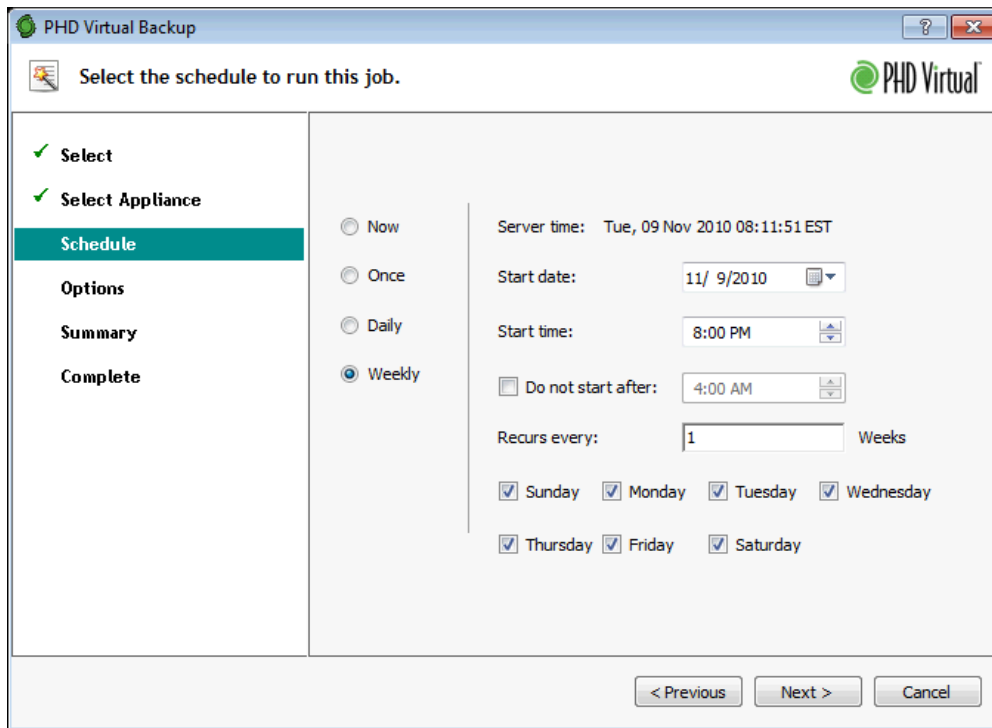 PHD Virtual Backup
?
Select the schedule to run this job.
PHD Virtual
Select
Select Appliance
Schedule
Options
Summary
Complete
Now
Once
Daily
Weekly
Server time: Tue, 09 Nov 2010 08:11:51 EST
Start date: 11/ 9/2010
Start time: 8:00 PM
Do not start after: 4:00 AM
Recurs every: 1 Weeks
Sunday Monday Tuesday Wednesday
Thursday Friday Saturday
< Previous Next > Cancel